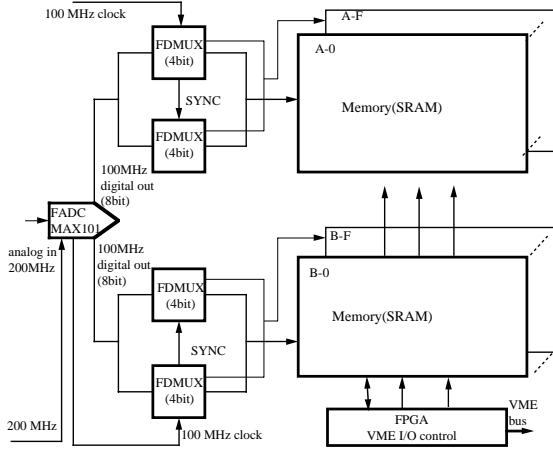 100 MHz clock
FDMUX
(4bit)
SYNC
FDMUX
(4bit)
A-F
A-0
Memory(SRAM)
100MHz
digital out
(8bit)
FADC
MAX101
analog in
200MHz
100MHz
digital out
(8bit)
FDMUX
(4bit)
SYNC
FDMUX
(4bit)
B-F
B-0
Memory(SRAM)
200 MHz
100 MHz clock
FPGA
VME I/O control
VME
bus